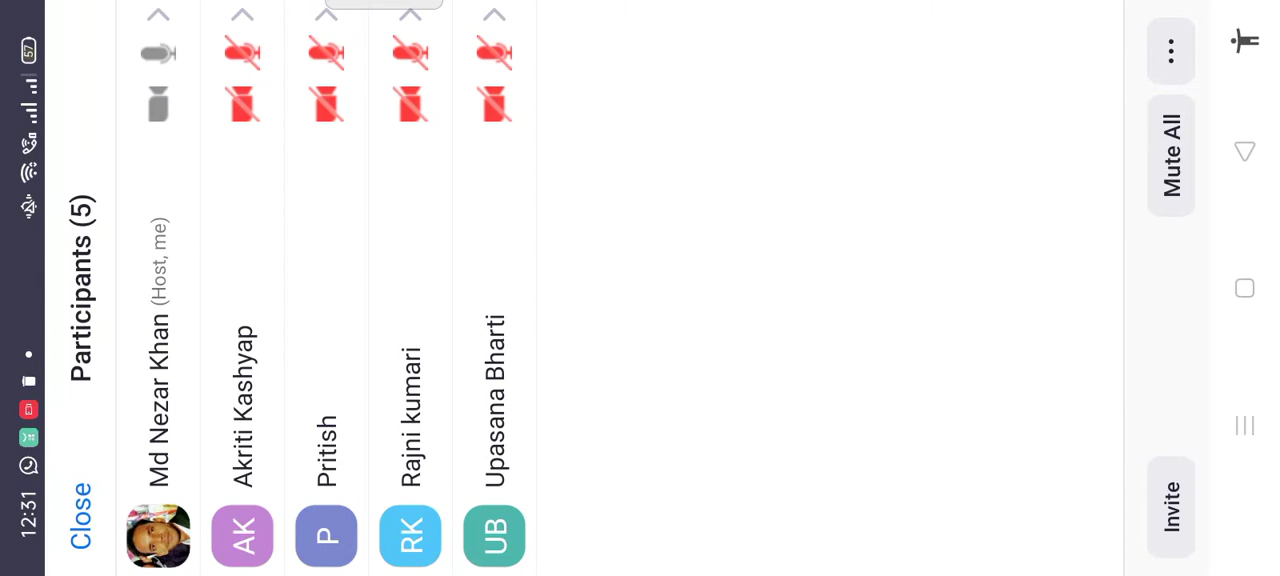 12:31
57
Close
Participants (5)
Md Nezar Khan (Host, me)
AK
Akriti Kashyap
P
Pritish
RK
Rajni kumari
UB
Upasana Bharti
Invite
Mute All